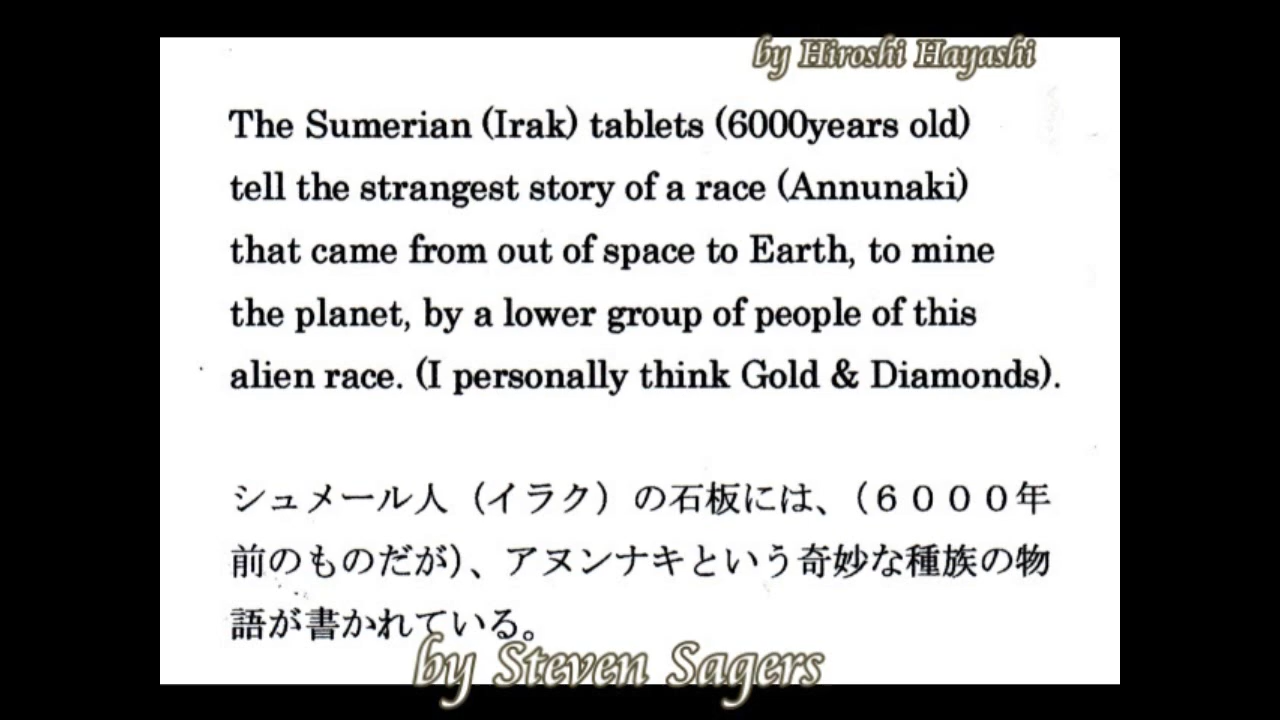 by Hiroshi Hayashi
The Sumerian (Irak) tablets (6000years old)
tell the strangest story of a race (Annunaki)
that came from out of space to Earth, to mine
the planet, by a lower group of people of this
alien race. (I personally think Gold & Diamonds).
シュメール人（イラク）の石板には、（６０００年
前のものだが）、アヌンナキという奇妙な種族の物
語が書かれている。
by Steven Sagers